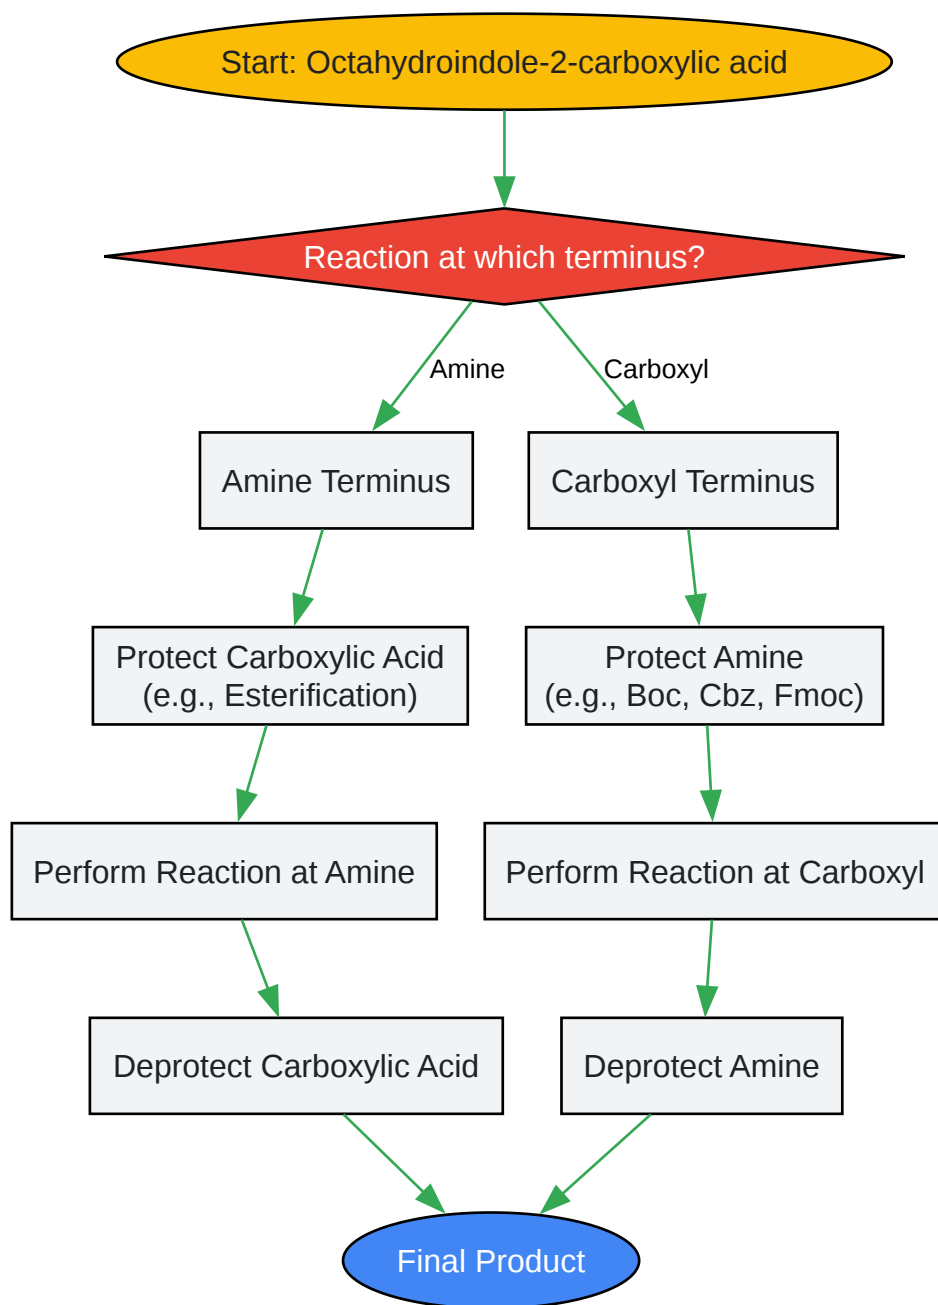 Start: Octahydroindole-2-carboxylic acid
Reaction at which terminus?
Amine
Carboxyl
Amine Terminus
Carboxyl Terminus
Protect Carboxylic Acid
(e.g., Esterification)
Protect Amine
(e.g., Boc, Cbz, Fmoc)
Perform Reaction at Amine
Perform Reaction at Carboxyl
Deprotect Carboxylic Acid
Deprotect Amine
Final Product